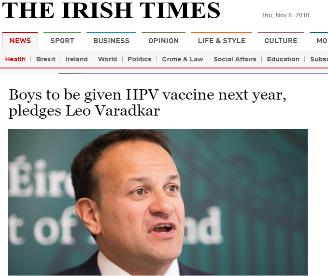 THE IRISH TIMES
Thu, Nov 8, 2018
NEWS SPORT BUSINESS OPINION LIFE & STYLE CULTURE MO
Health Brexit Ireland World Politics Crime & Law Social Affairs Education Subs
Boys to be given HPV vaccine next year,
pledges Leo Varadkar
Éire
t of
land